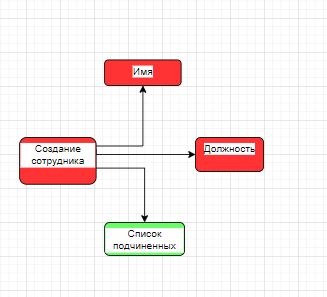 Имя
Создание
сотрудника
Должность
Список
подчиненных